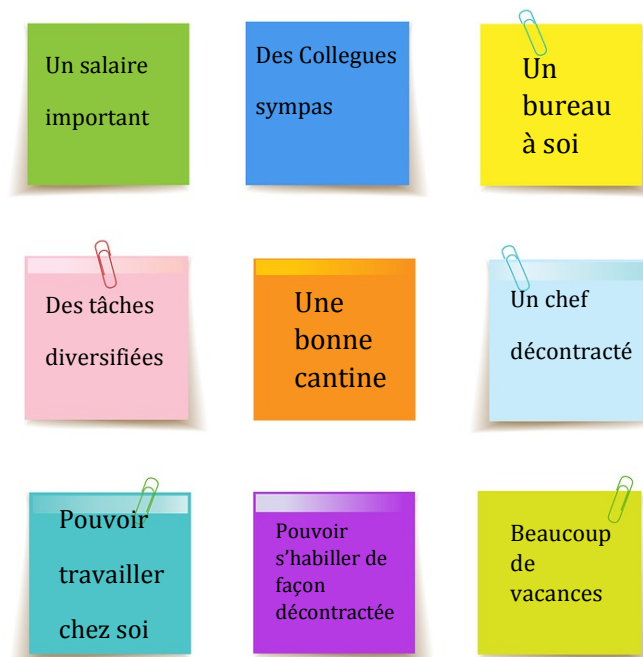 Un salaire
important
Des Collegues
sympas
Un
bureau
à soi
Des tâches
diversifiées
Une
bonne
cantine
Un chef
décontracté
Pouvoir
travailler
chez soi
Pouvoir
s’habiller de
façon
décontractée
Beaucoup
de
vacances